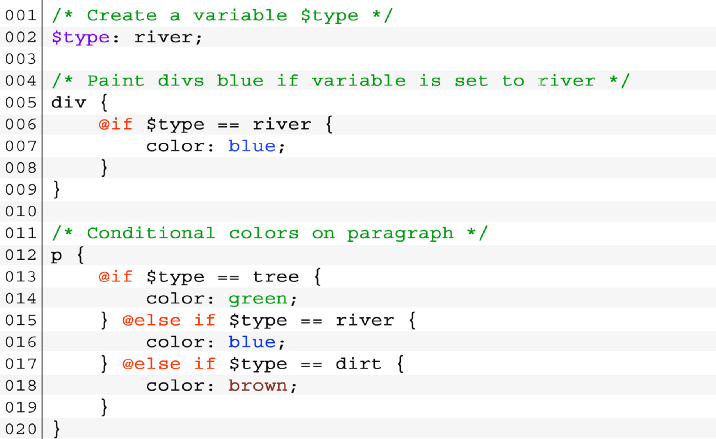 001 /* Create a variable $type */
002 $type: river;
003
004 /* Paint divs blue if variable is set to river */
005 div {
006     @if $type == river {
007         color: blue;
008     }
009 }
010
011 /* Conditional colors on paragraph */
012 p {
013     @if $type == tree {
014         color: green;
015     } @else if $type == river {
016         color: blue;
017     } @else if $type == dirt {
018         color: brown;
019     }
020 }